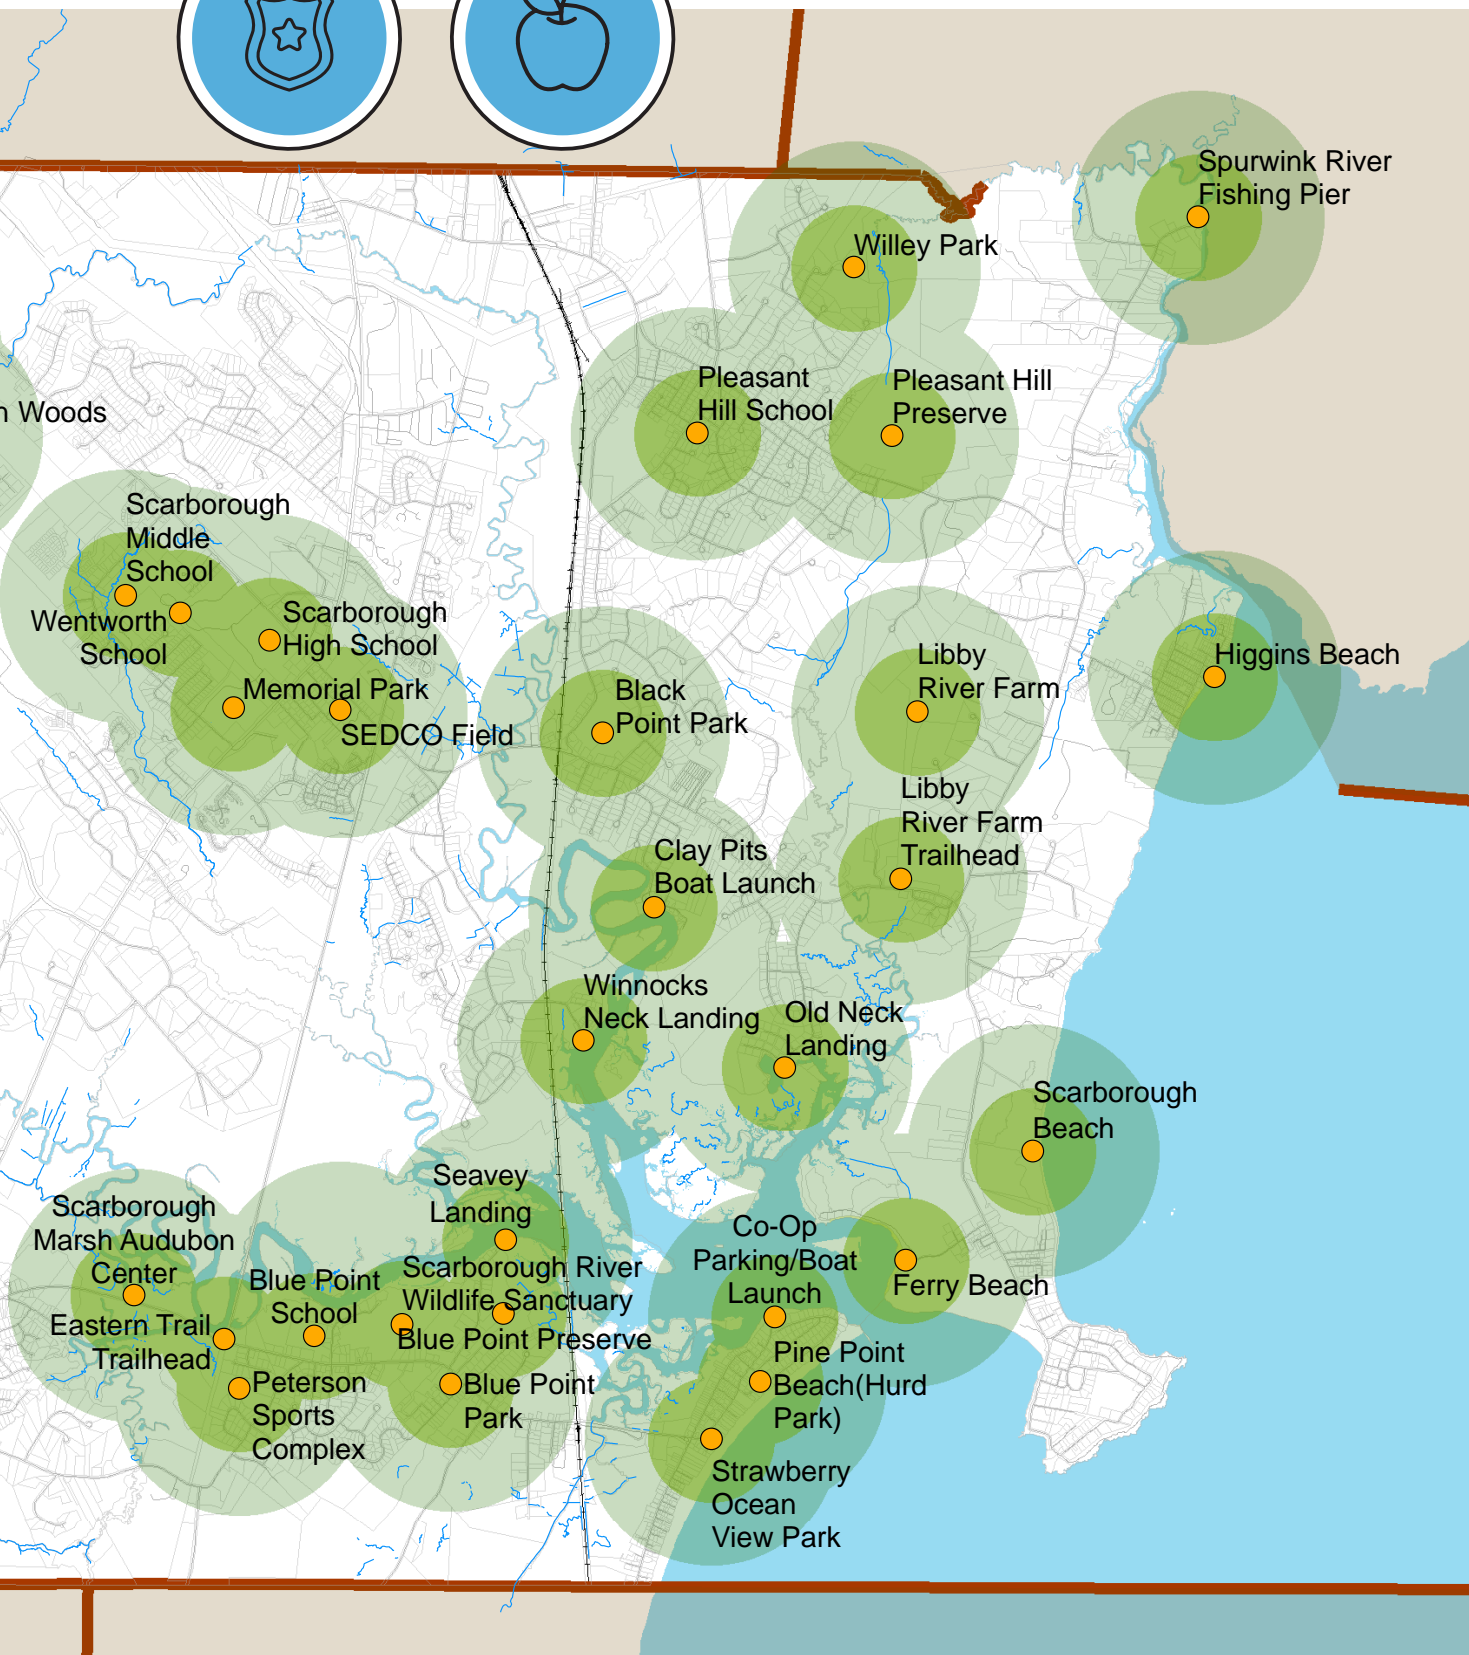 Spurwink River
Fishing Pier
Willey Park
Pleasant
Hill School
Pleasant Hill
Preserve
n Woods
Scarborough
Middle
School
Wentworth
School
Scarborough
High School
Memorial Park
SEDCO Field
Black
Point Park
Libby
River Farm
Higgins Beach
Libby
River Farm
Trailhead
Clay Pits
Boat Launch
Winnocks
Neck Landing
Old Neck
Landing
Scarborough
Beach
Seavey
Landing
Scarborough
Marsh Audubon
Center
Blue Point
School
Scarborough River
Wildlife Sanctuary
Blue Point Preserve
Co-Op
Parking/Boat
Launch
Ferry Beach
Eastern Trail
Trailhead
Peterson
Sports
Complex
Blue Point
Park
Pine Point
Beach(Hurd
Park)
Strawberry
Ocean
View Park